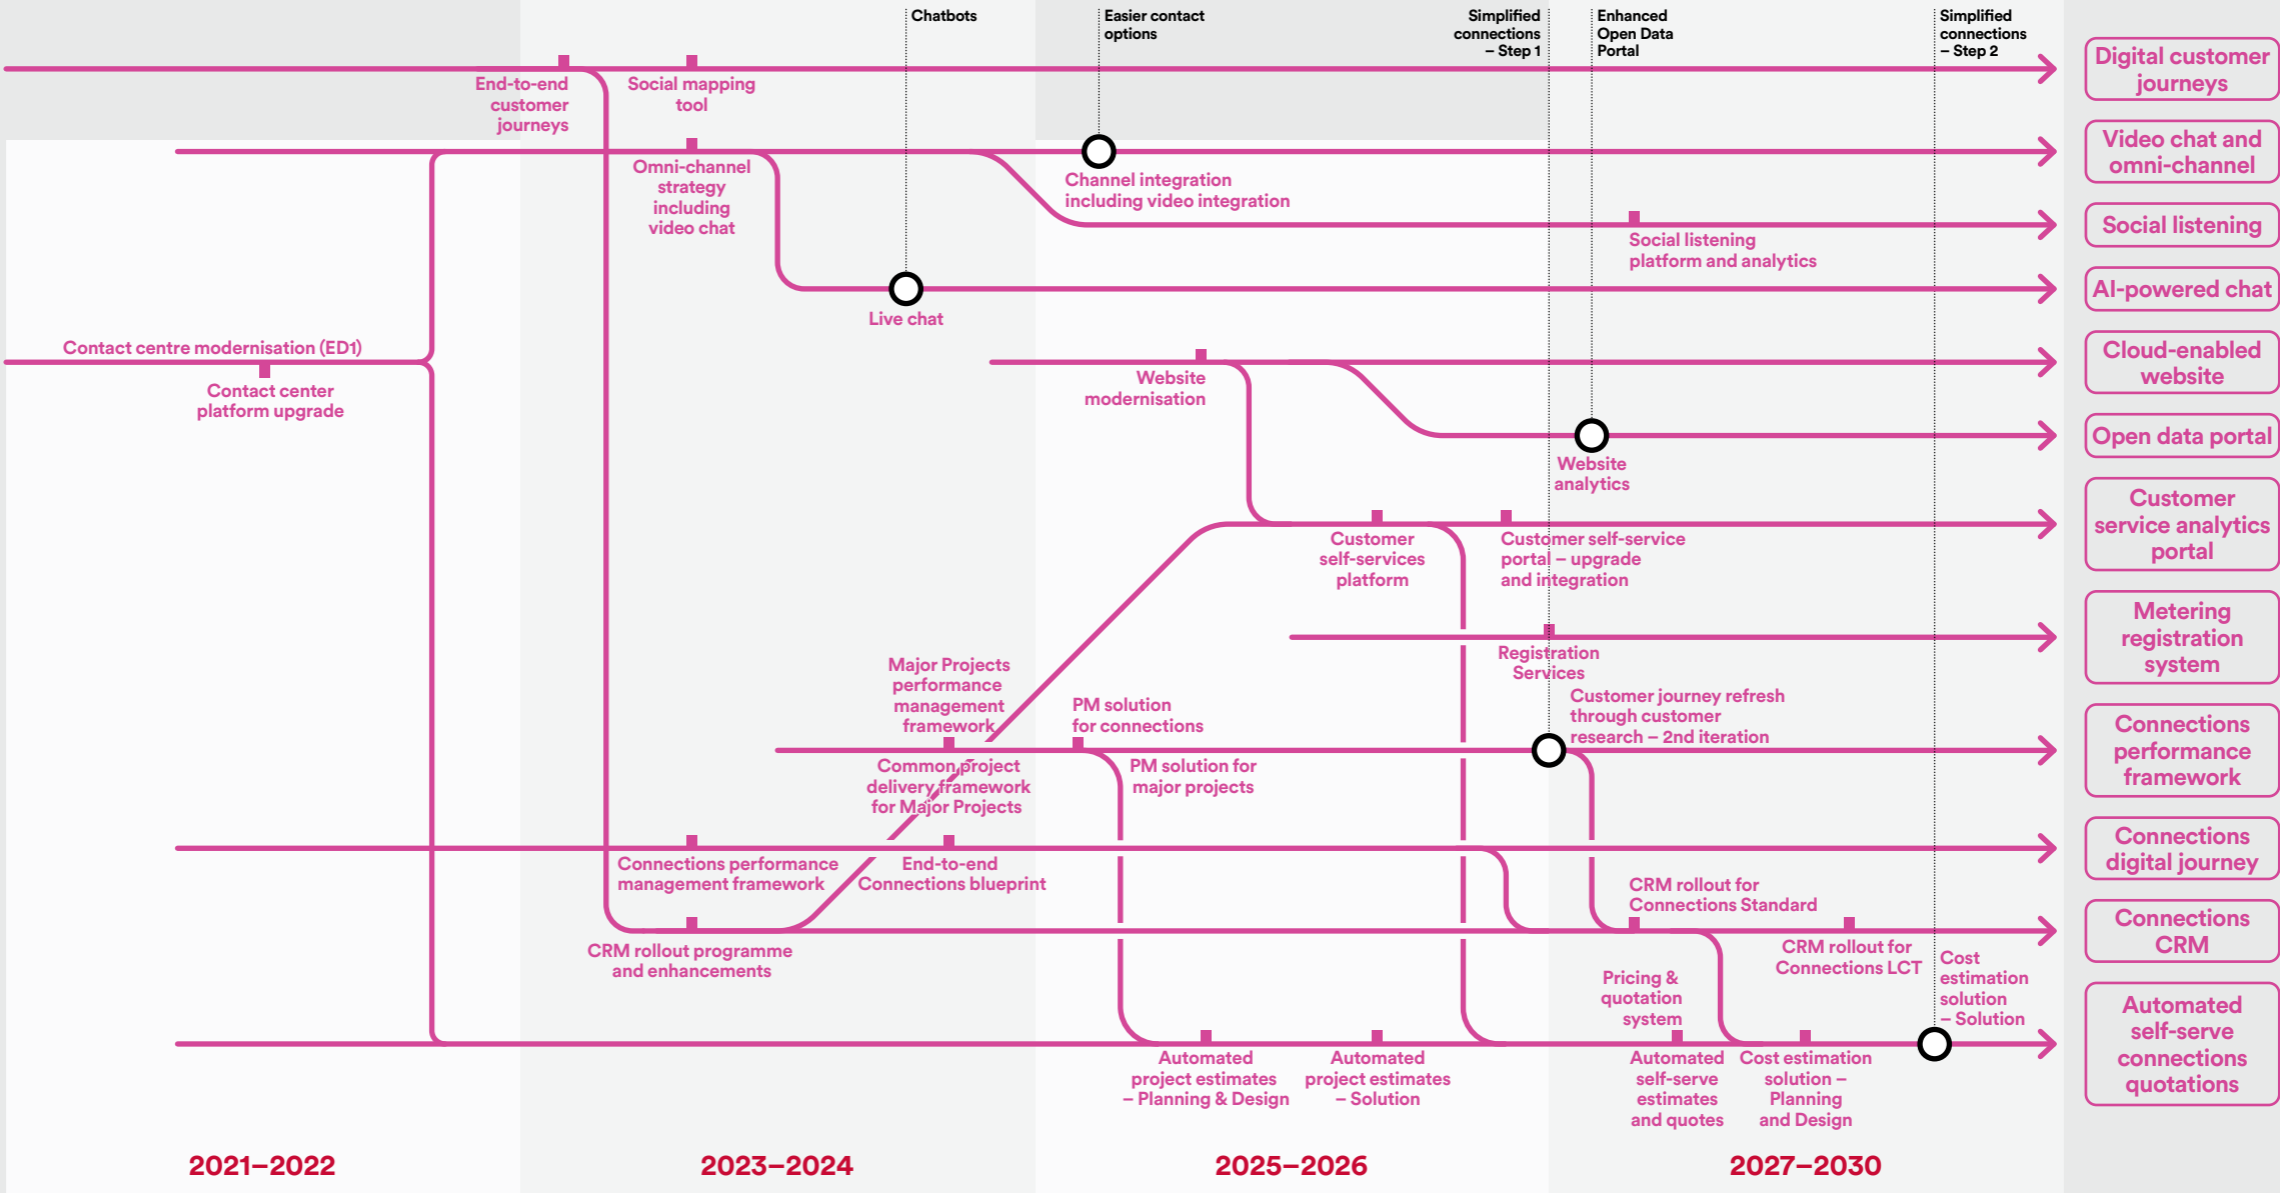 Chatbots
Easier contact
options
Simplified
connections
– Step 1
Enhanced
Open Data
Portal
Simplified
connections
– Step 2
End-to-end
customer
journeys
Social mapping
tool
Digital customer
journeys
Omni-channel
strategy
including
video chat
Channel integration
including video integration
Video chat and
omni-channel
Social listening
platform and analytics
Social listening
Live chat
AI-powered chat
Contact centre modernisation (ED1)
Contact center
platform upgrade
Website
modernisation
Cloud-enabled
website
Website
analytics
Open data portal
Customer
self-services
platform
Customer self-service
portal – upgrade
and integration
Customer
service analytics
portal
Registration
Services
Metering
registration
system
Major Projects
performance
management
framework
Common project
delivery framework
for Major Projects
PM solution
for connections
PM solution for
major projects
Customer journey refresh
through customer
research – 2nd iteration
Connections
performance
framework
Connections performance
management framework
End-to-end
Connections blueprint
Connections
digital journey
CRM rollout programme
and enhancements
CRM rollout for
Connections Standard
CRM rollout for
Connections LCT
Connections
CRM
Automated
project estimates
– Planning & Design
Automated
project estimates
– Solution
Pricing &
quotation
system
Automated
self-serve
estimates
and quotes
Cost estimation
solution –
Planning
and Design
Cost
estimation
solution
– Solution
Automated
self-serve
connections
quotations
2021–2022
2023–2024
2025–2026
2027–2030